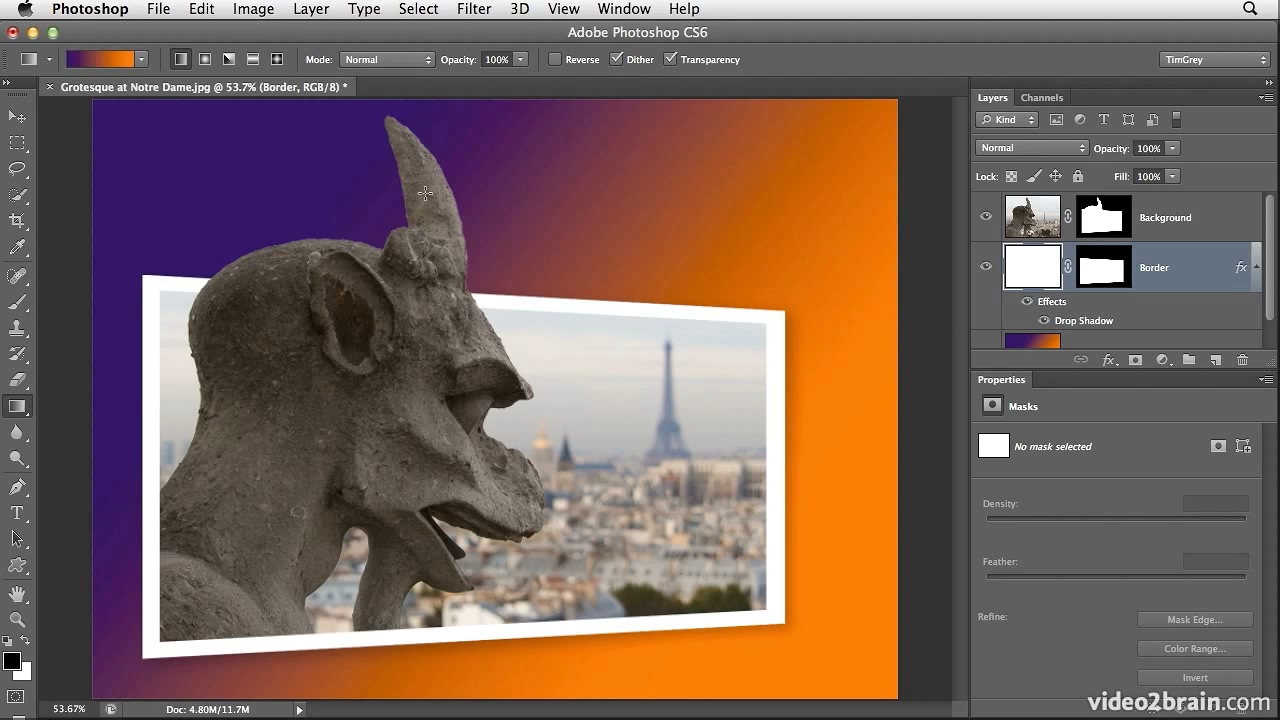 Photoshop File Edit Image Layer Type Select Filter 3D View Window Help
Adobe Photoshop CS6
Mode: Normal Opacity: 100% Reverse Dither Transparency TimGrey
× Grotesque at Notre Dame.jpg @ 53.7% (Border, RGB/8) *
Layers Channels
Kind
Normal Opacity: 100%
Lock: Fill: 100%
Background
Border fx
Effects
Drop Shadow
fx
Properties
Masks
No mask selected
Density:
Feather:
Refine: Mask Edge...
Color Range...
Invert
53.67% Doc: 4.80M/11.7M
video2brain.com